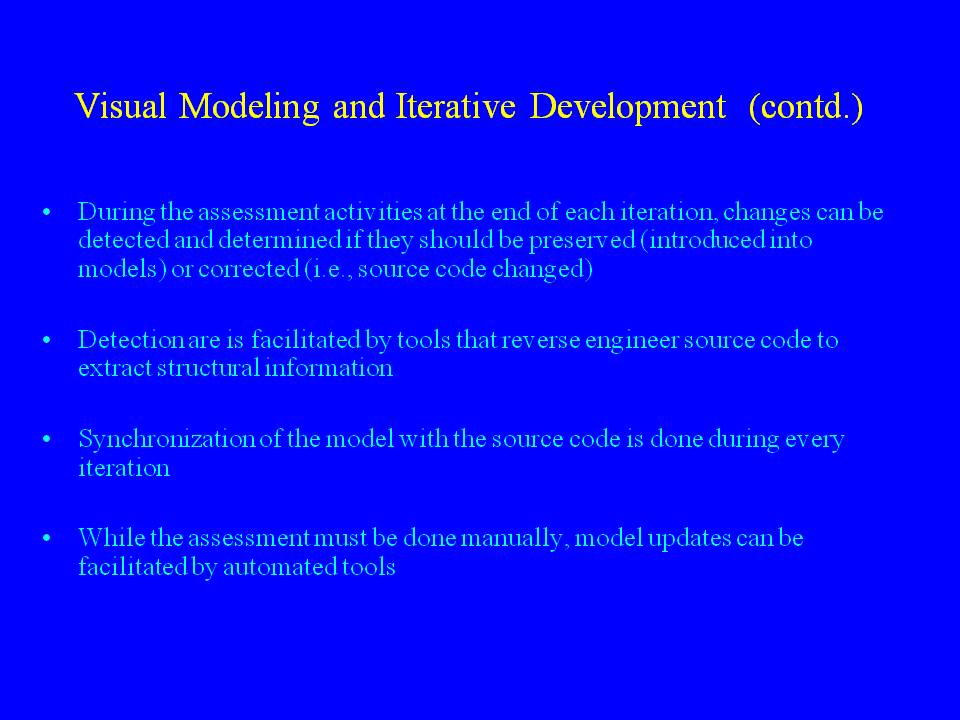 Visual Modeling and Iterative Development (contd.)
• During the assessment activities at the end of each iteration, changes can be
detected and determined if they should be preserved (introduced into
models) or corrected (i.e., source code changed)
• Detection are is facilitated by tools that reverse engineer source code to
extract structural information
• Synchronization of the model with the source code is done during every
iteration
• While the assessment must be done manually, model updates can be
facilitated by automated tools